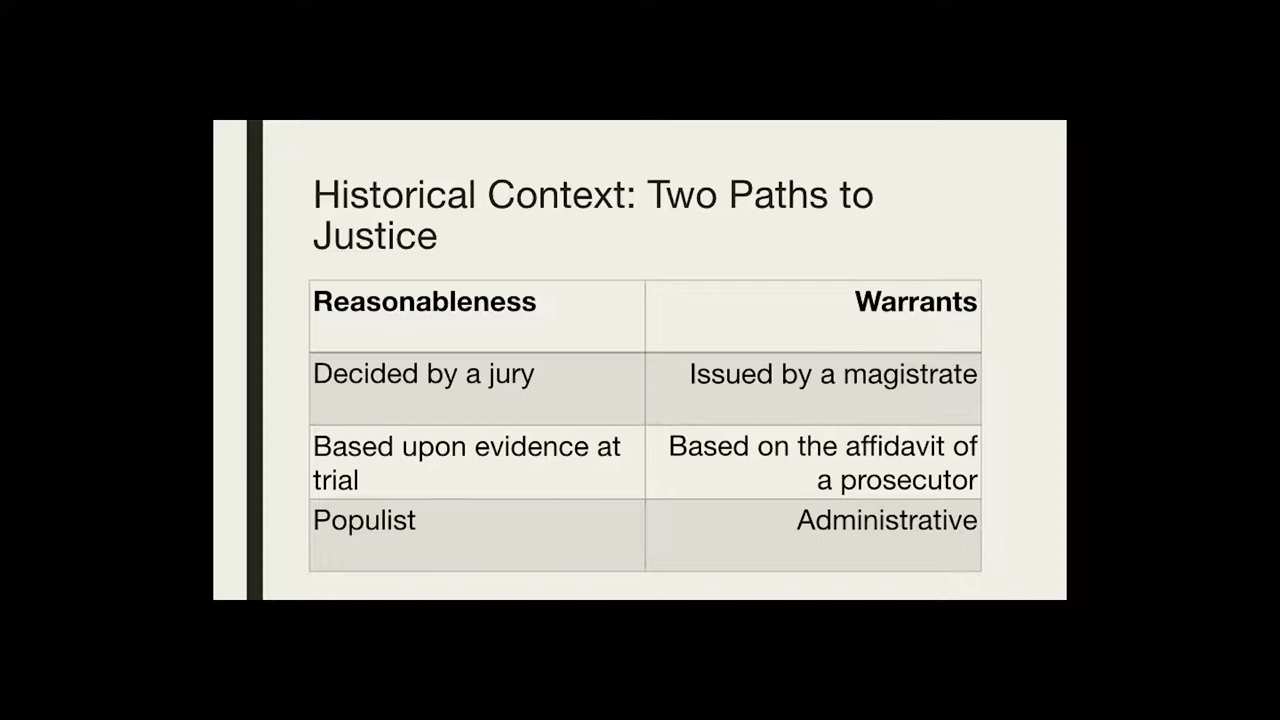 Historical Context: Two Paths to
Justice
Reasonableness
Warrants
Decided by a jury
Issued by a magistrate
Based upon evidence at
trial
Based on the affidavit of
a prosecutor
Populist
Administrative